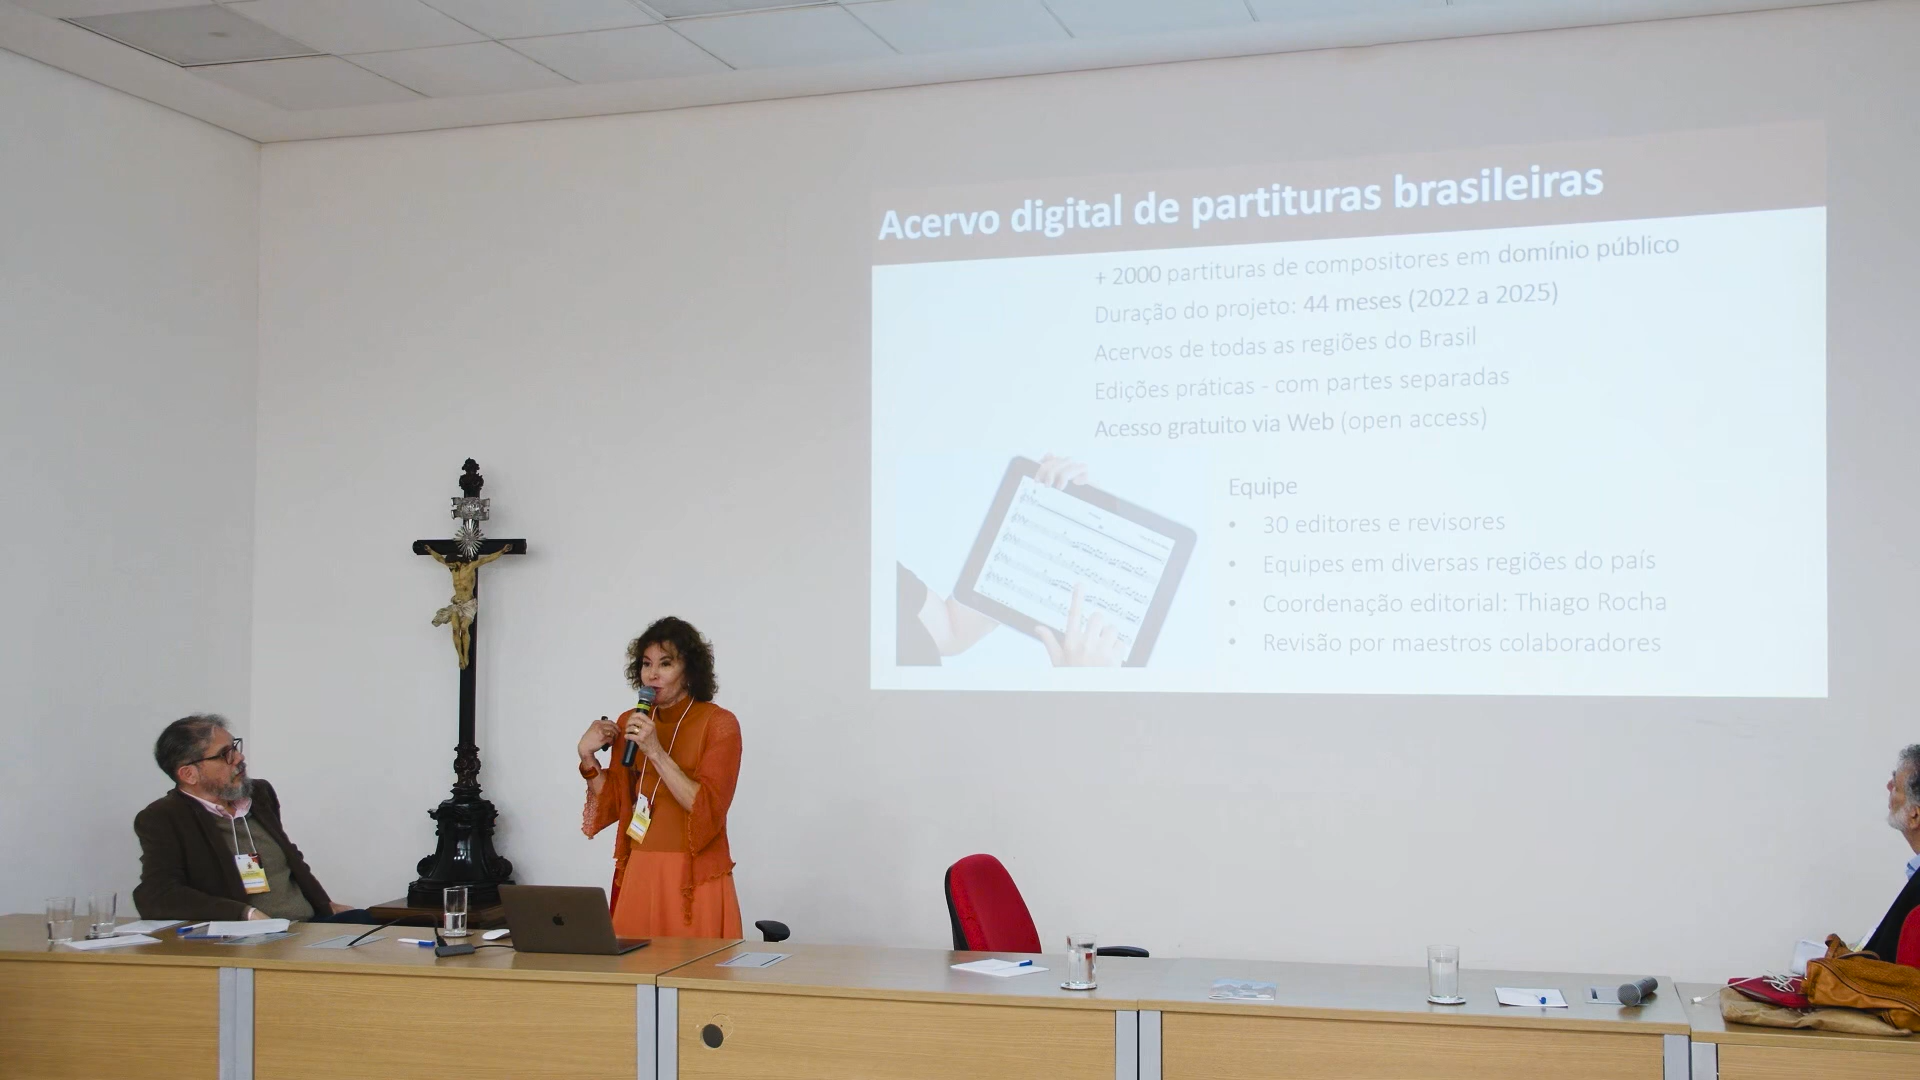 Acervo digital de partituras brasileiras
+ 2000 partituras de compositores em domínio público
Duração do projeto: 44 meses (2022 a 2025)
Acervos de todas as regiões do Brasil
Edições práticas - com partes separadas
Acesso gratuito via Web (open access)
Equipe
• 30 editores e revisores
• Equipes em diversas regiões do país
• Coordenação editorial: Thiago Rocha
• Revisão por maestros colaboradores